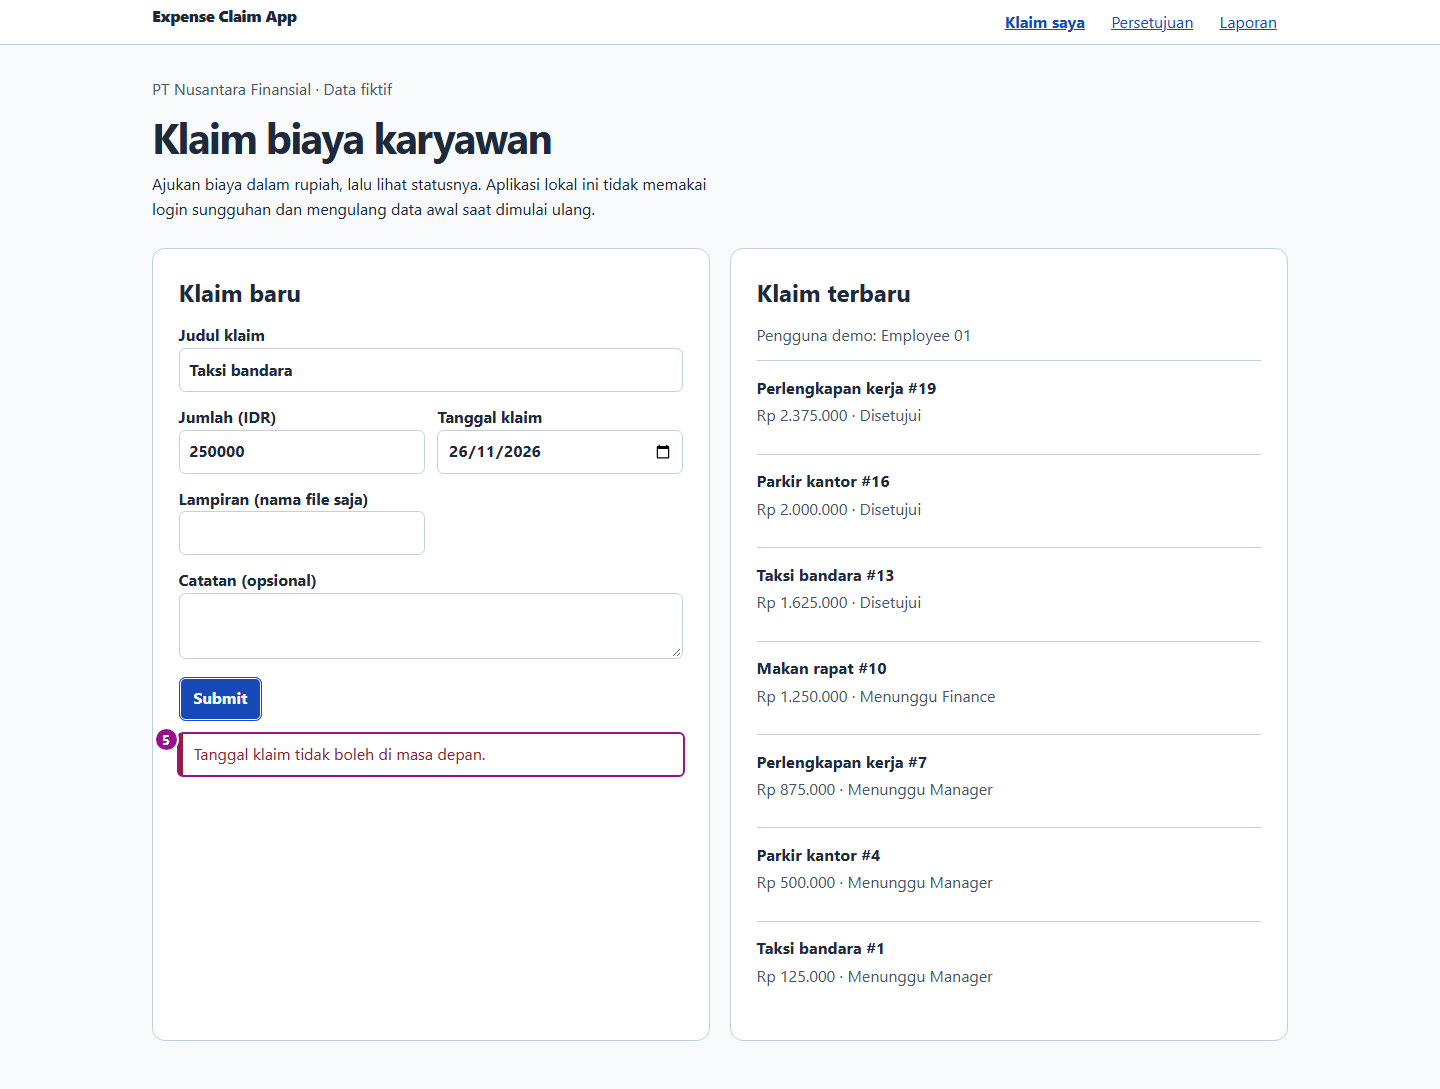 Expense Claim App
Klaim saya Persetujuan Laporan
PT Nusantara Finansial · Data fiktif
Klaim biaya karyawan
Ajukan biaya dalam rupiah, lalu lihat statusnya. Aplikasi lokal ini tidak memakai
login sungguhan dan mengulang data awal saat dimulai ulang.
Klaim baru
Judul klaim
Taksi bandara
Jumlah (IDR) Tanggal klaim
250000 26/11/2026
Lampiran (nama file saja)
Catatan (opsional)
Submit
5
Tanggal klaim tidak boleh di masa depan.
Klaim terbaru
Pengguna demo: Employee 01
Perlengkapan kerja #19
Rp 2.375.000 · Disetujui
Parkir kantor #16
Rp 2.000.000 · Disetujui
Taksi bandara #13
Rp 1.625.000 · Disetujui
Makan rapat #10
Rp 1.250.000 · Menunggu Finance
Perlengkapan kerja #7
Rp 875.000 · Menunggu Manager
Parkir kantor #4
Rp 500.000 · Menunggu Manager
Taksi bandara #1
Rp 125.000 · Menunggu Manager